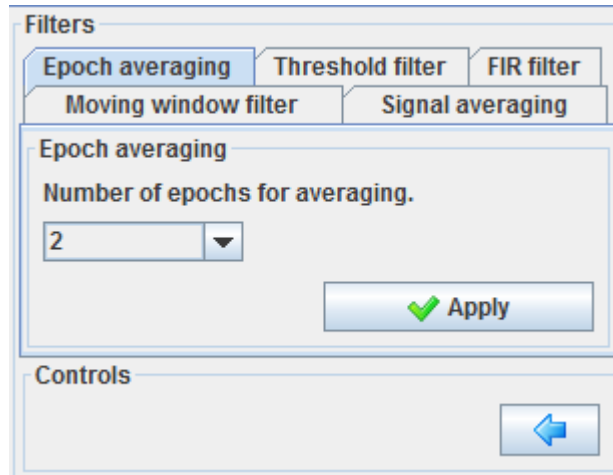 Filters
Epoch averaging Threshold filter FIR filter
Moving window filter Signal averaging
Epoch averaging
Number of epochs for averaging.
2
Apply
Controls